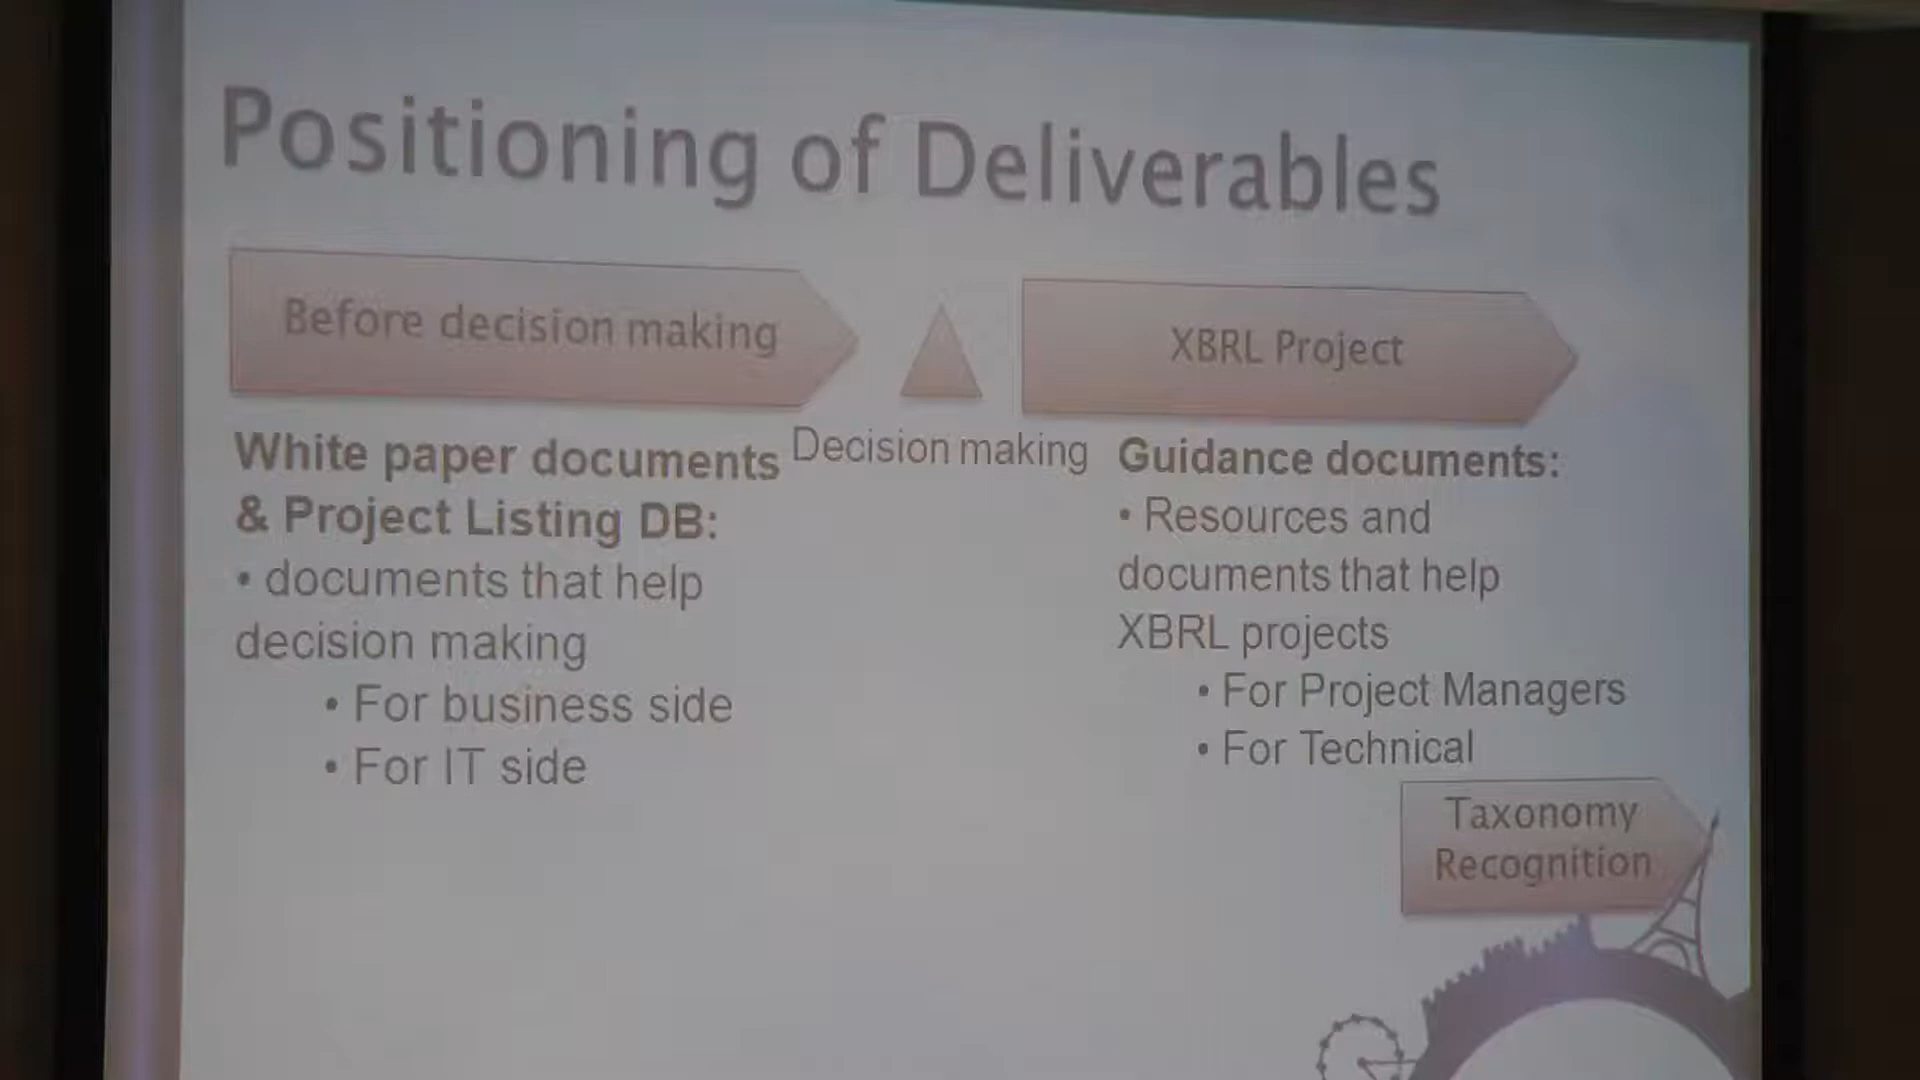 Positioning of Deliverables
Before decision making
XBRL Project
Decision making
White paper documents
& Project Listing DB:
• documents that help
decision making
• For business side
• For IT side
Guidance documents:
• Resources and
documents that help
XBRL projects
• For Project Managers
• For Technical
Taxonomy
Recognition